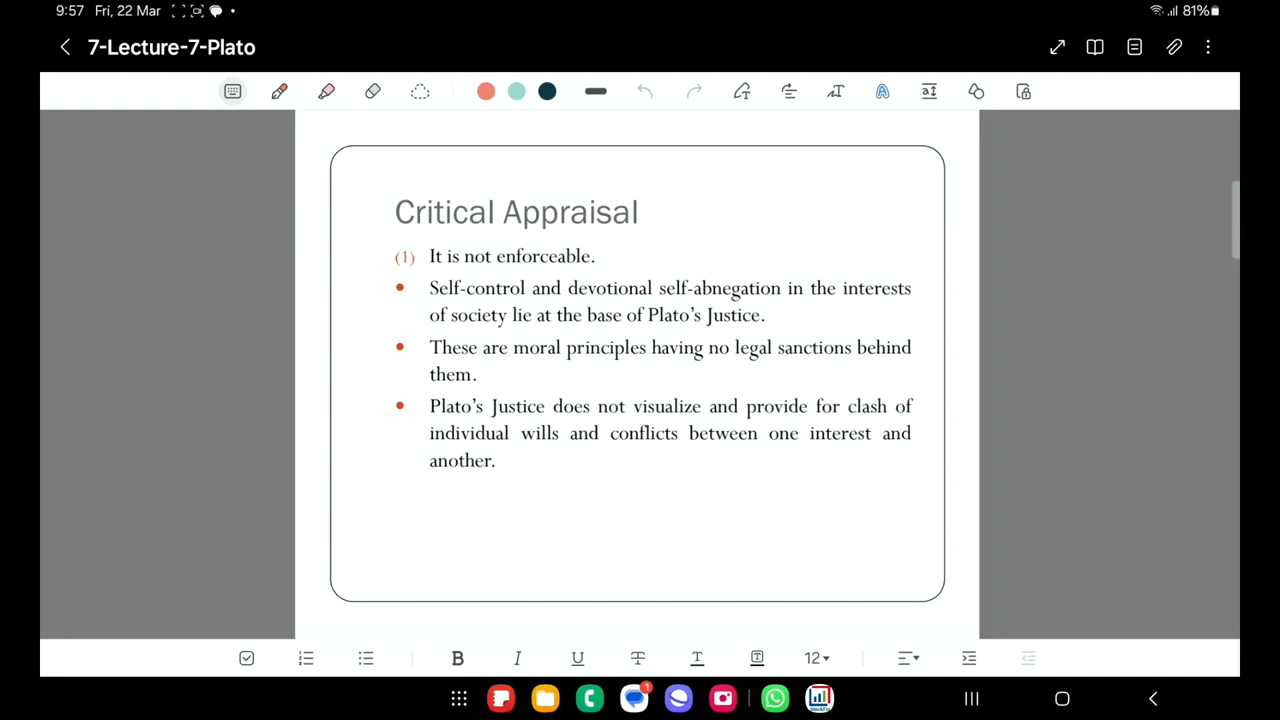 9:57 Fri, 22 Mar 81%
7-Lecture-7-Plato
Critical Appraisal
(1) It is not enforceable.
• Self-control and devotional self-abnegation in the interests
of society lie at the base of Plato's Justice.
• These are moral principles having no legal sanctions behind
them.
• Plato's Justice does not visualize and provide for clash of
individual wills and conflicts between one interest and
another.
B I U T T T 12
1